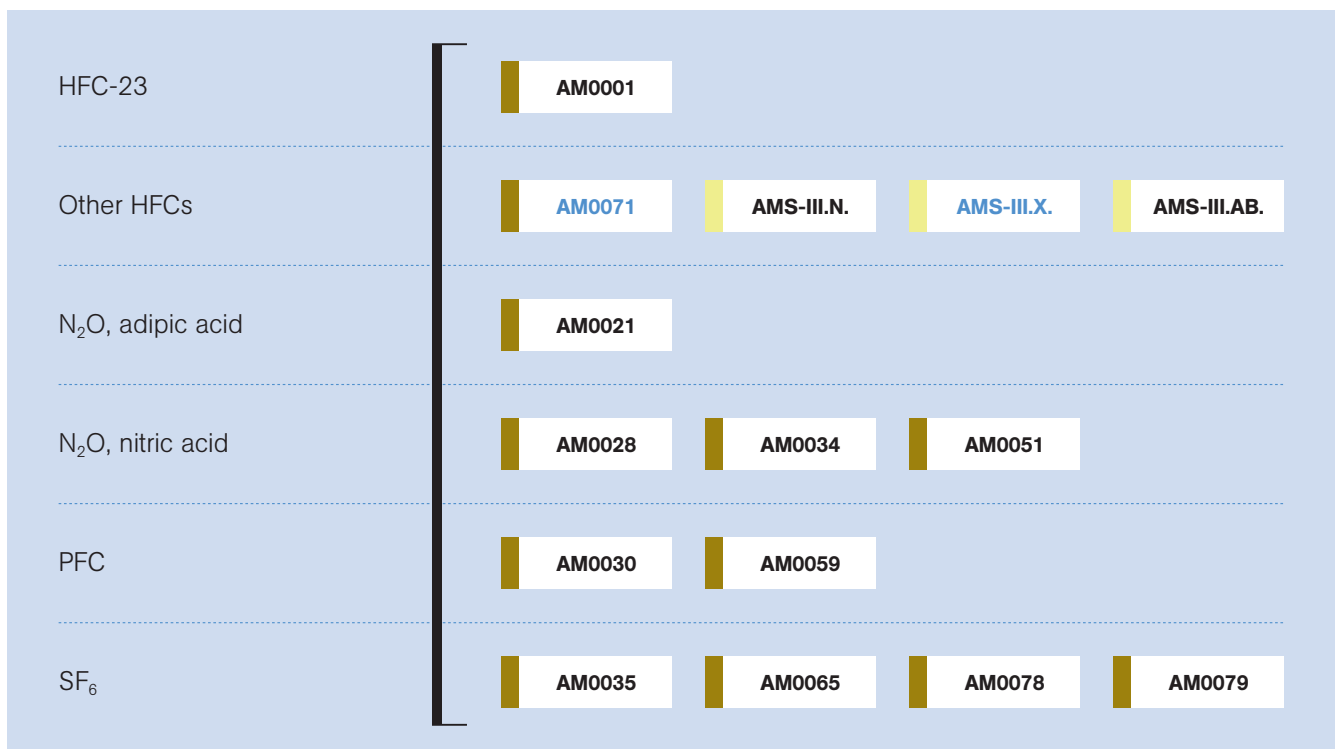 HFC-23 AM0001
Other HFCs AM0071 AMS-III.N. AMS-III.X. AMS-III.AB.
N₂O, adipic acid AM0021
N₂O, nitric acid AM0028 AM0034 AM0051
PFC AM0030 AM0059
SF₆ AM0035 AM0065 AM0078 AM0079